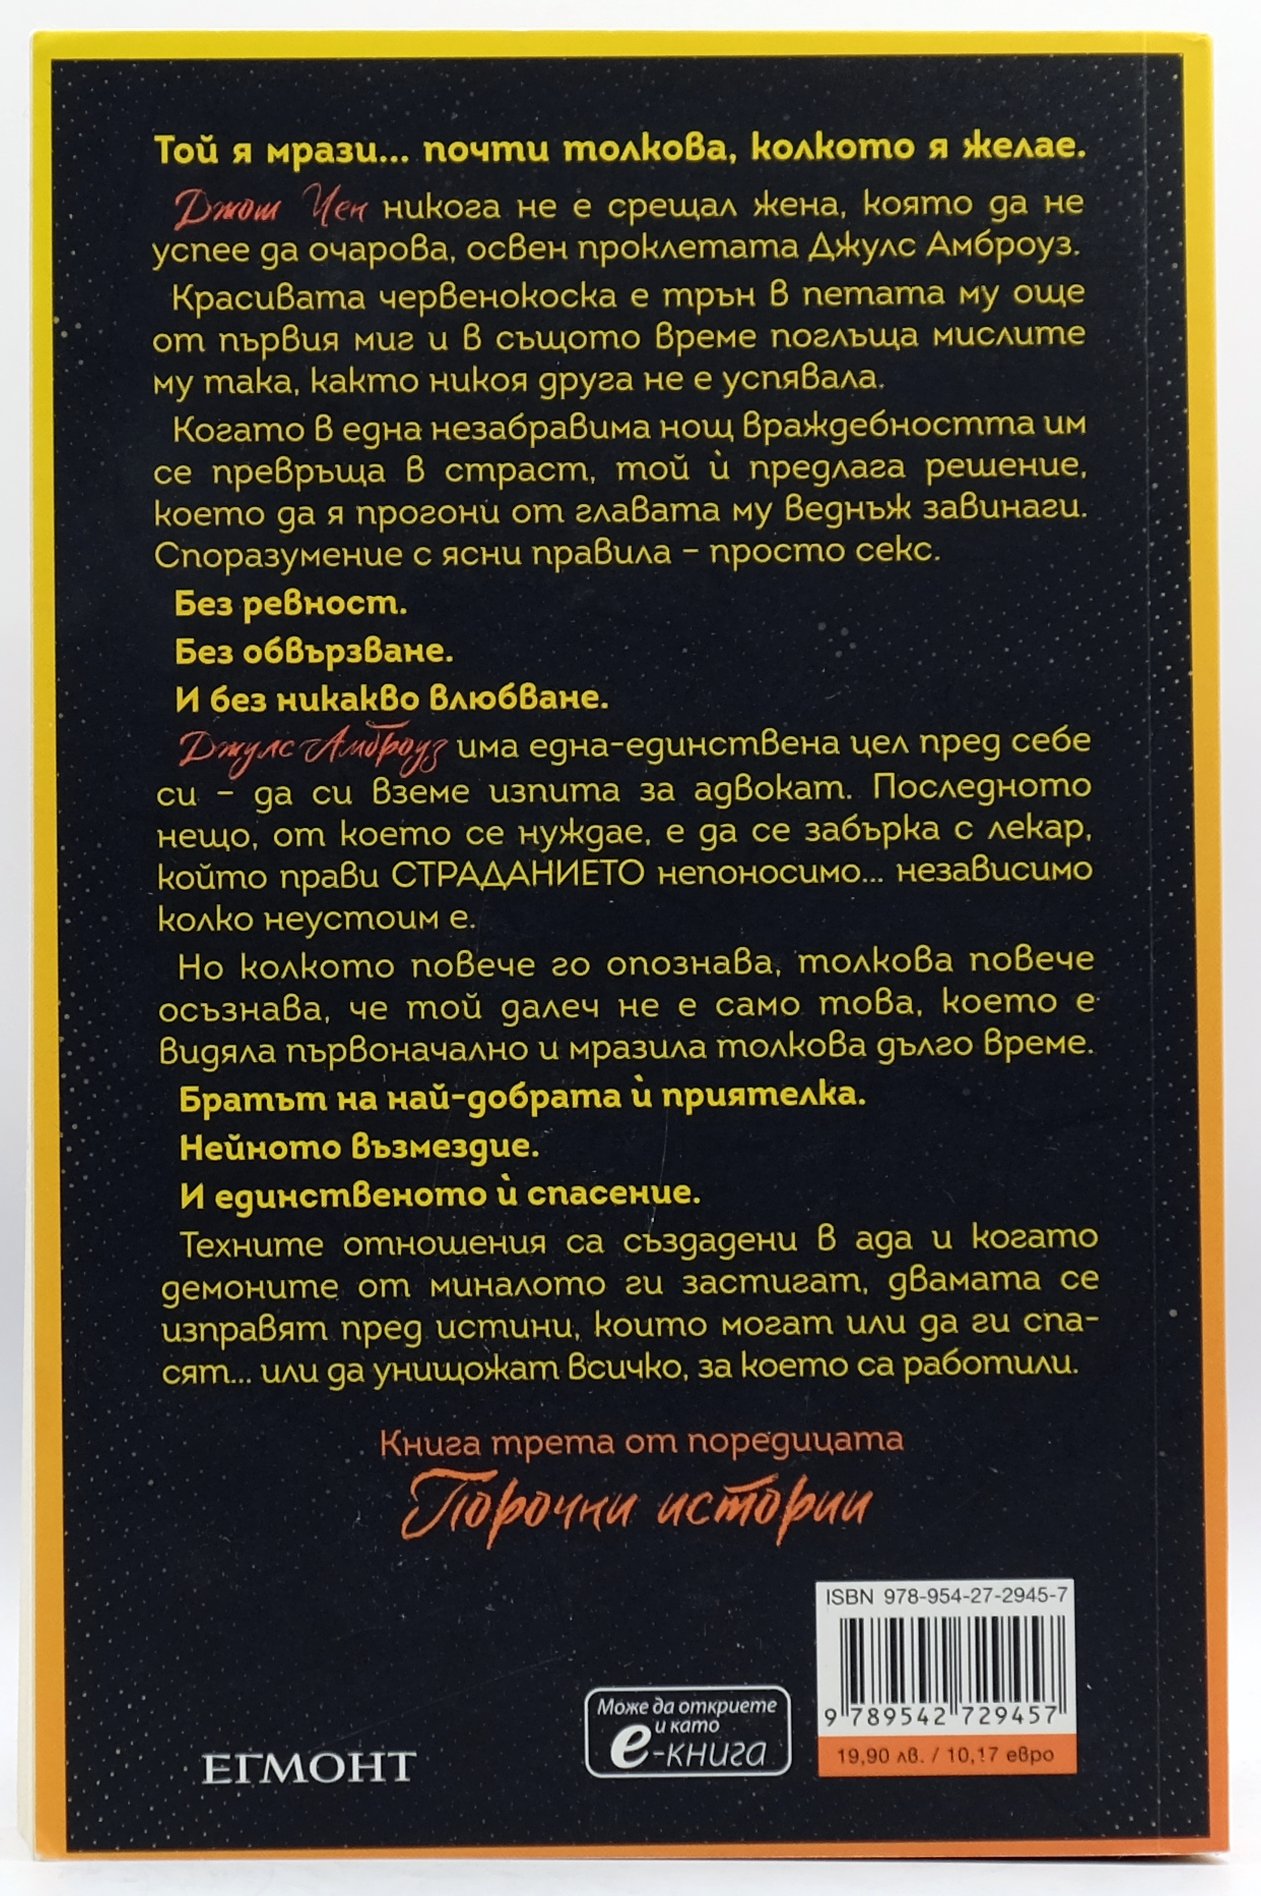 Той я мрази... почти толкова, колкото я желае.
Джош Чен никога не е срещал жена, която да не
успее да очарова, освен проклетата Джулс Амброуз.
Красивата червенокоска е трън в петата му още
от първия миг и в същото време поглъща мислите
му така, както никоя друга не е успявала.
Когато в една незабравима нощ враждебността им
се превръща в страст, той ѝ предлага решение,
което да я прогони от главата му веднъж завинаги.
Споразумение с ясни правила – просто секс.
Без ревност.
Без обвързване.
И без никакво влюбване.
Джулс Амброуз има една-единствена цел пред себе
си – да си вземе изпита за адвокат. Последното
нещо, от което се нуждае, е да се забърка с лекар,
който прави СТРАДАНИЕТО непоносимо... независимо
колко неустоим е.
Но колкото повече го опознава, толкова повече
осъзнава, че той далеч не е само това, което е
видяла първоначално и мразила толкова дълго време.
Братът на най-добрата ѝ приятелка.
Нейното възмездие.
И единственото ѝ спасение.
Техните отношения са създадени в ада и когато
демоните от миналото ги застигат, двамата се
изправят пред истини, които могат или да ги спа-
сят... или да унищожат всичко, за което са работили.
Книга трета от поредицата
Порочни истории
ISBN 978-954-27-2945-7
9 789542 729457
19,90 лв. / 10,17 евро
Може да откриете
и като
е-книга
ЕГМОНТ